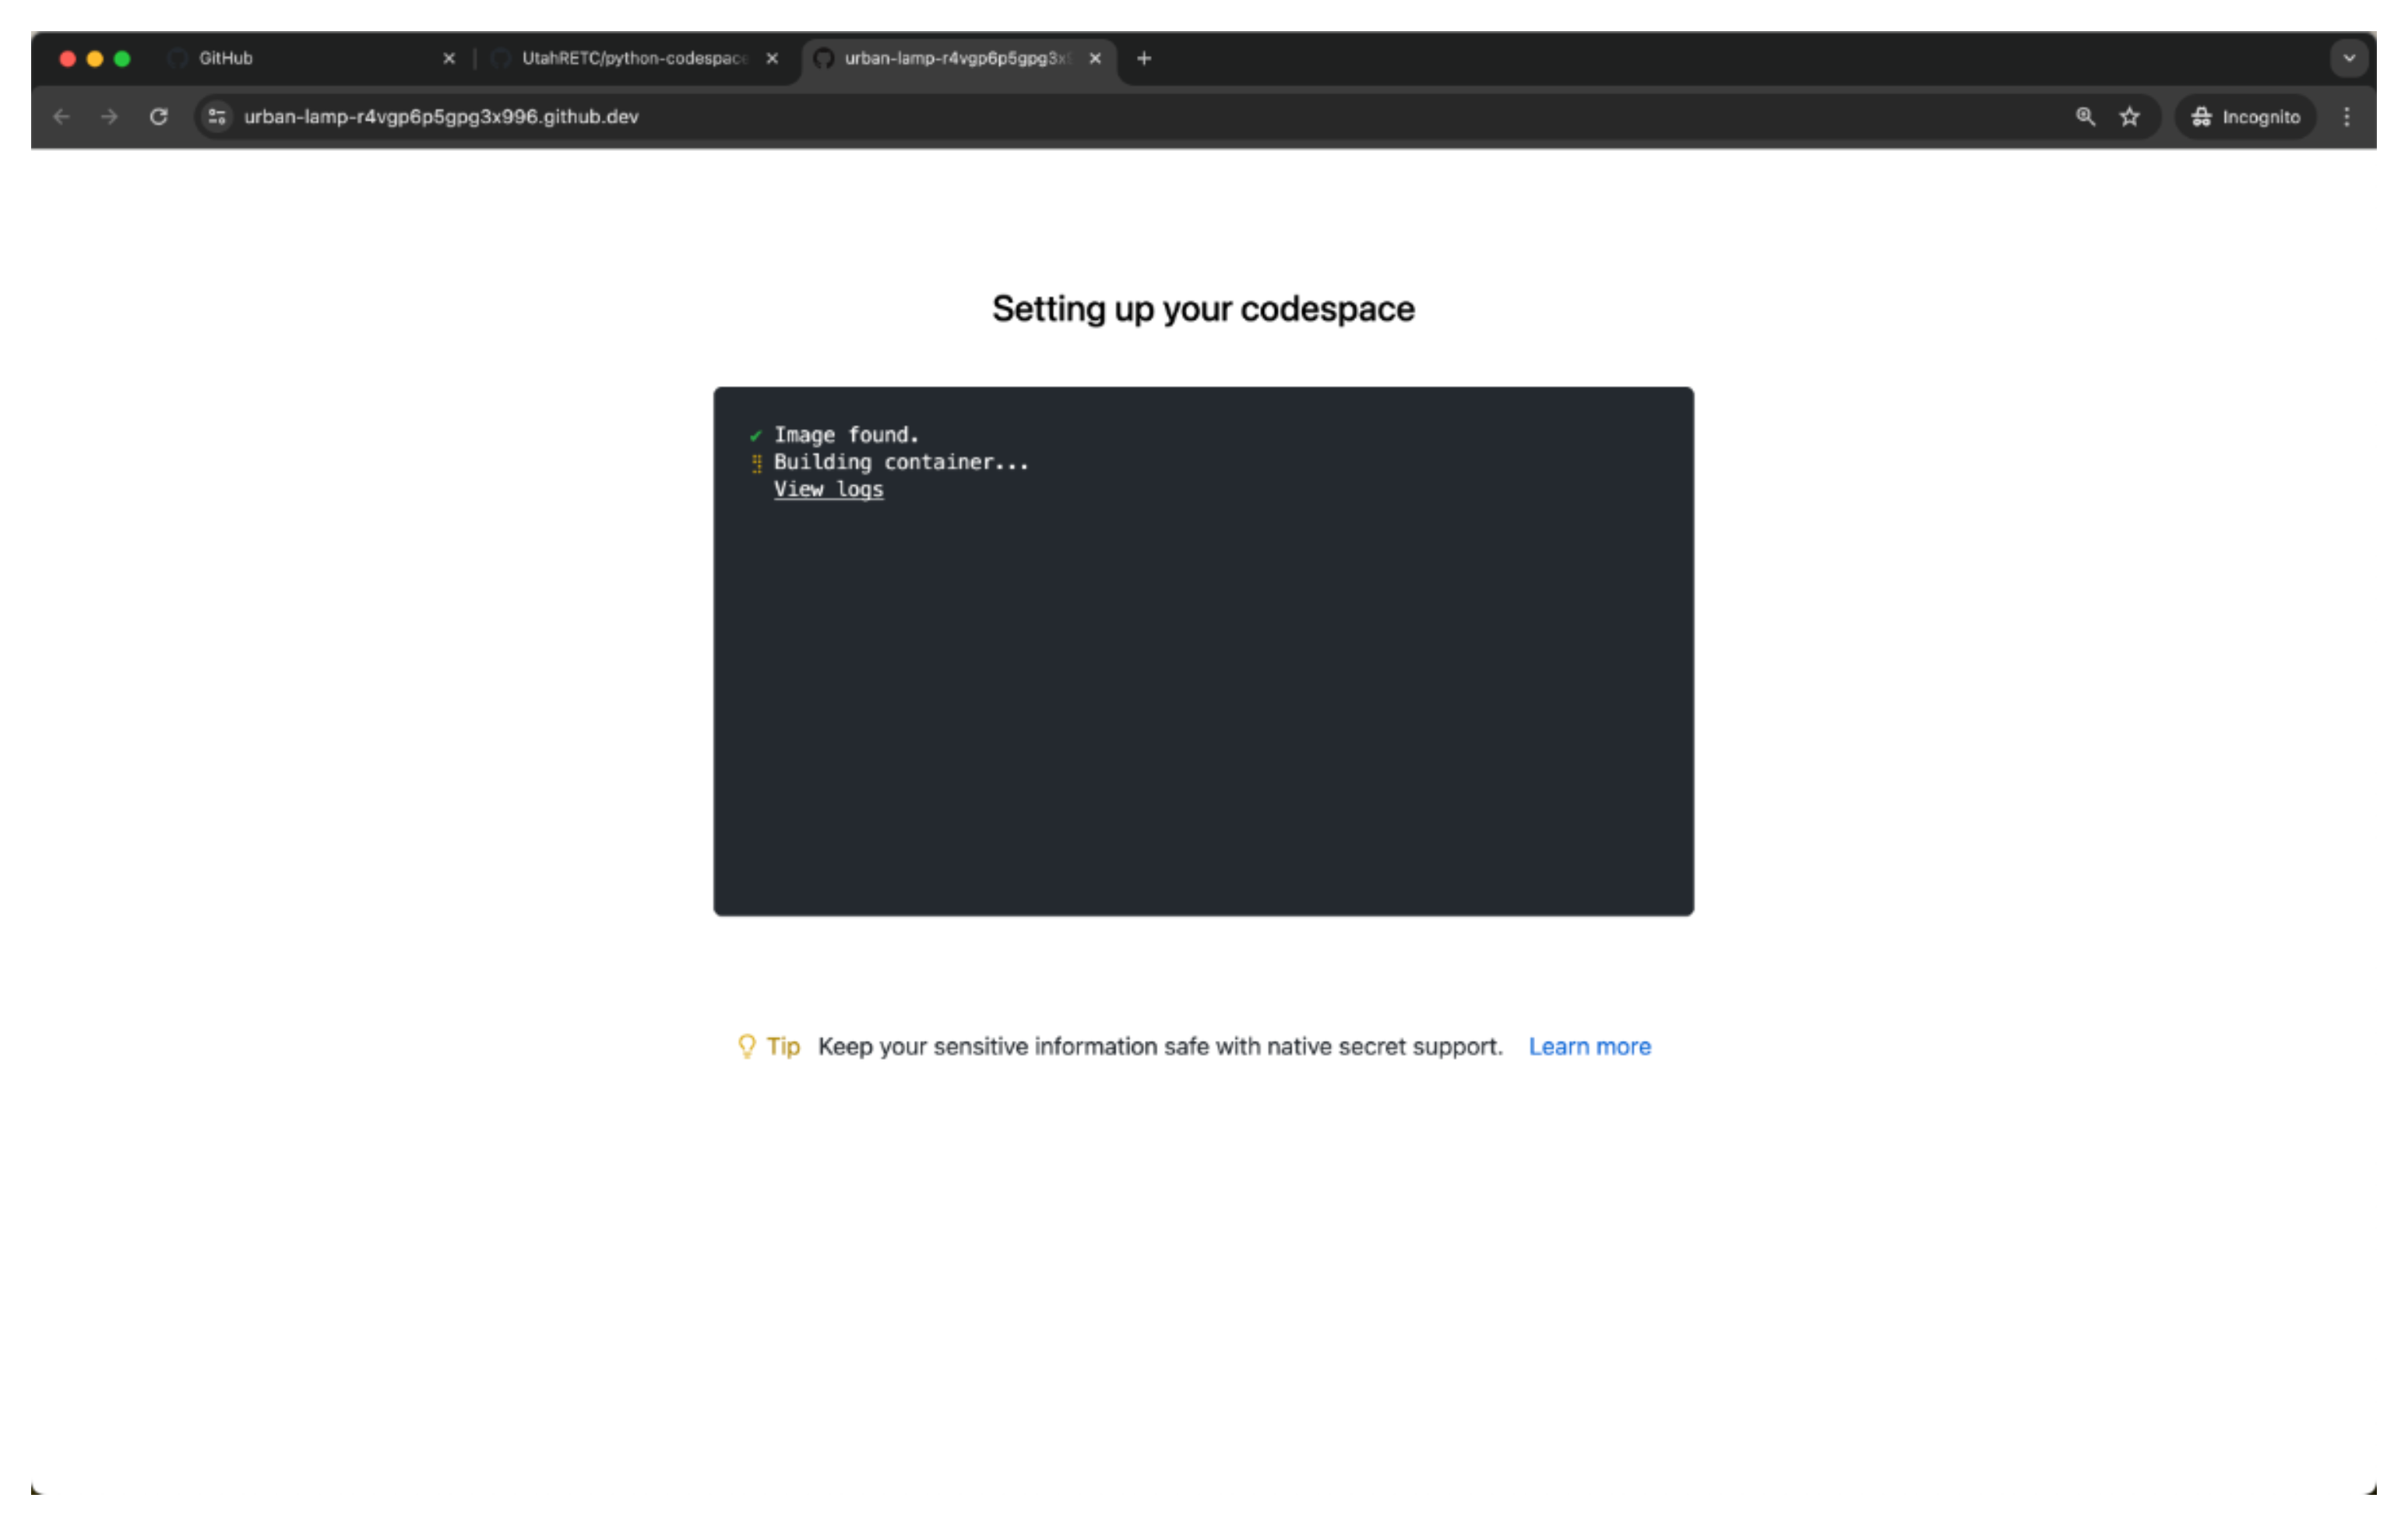 GitHub
UtahRETC/python-codespace
urban-lamp-r4vgp6p5gpg3x
urban-lamp-r4vgp6p5gpg3x996.github.dev
Incognito
Setting up your codespace
✔ Image found.
Building container...
View logs
Tip Keep your sensitive information safe with native secret support. Learn more